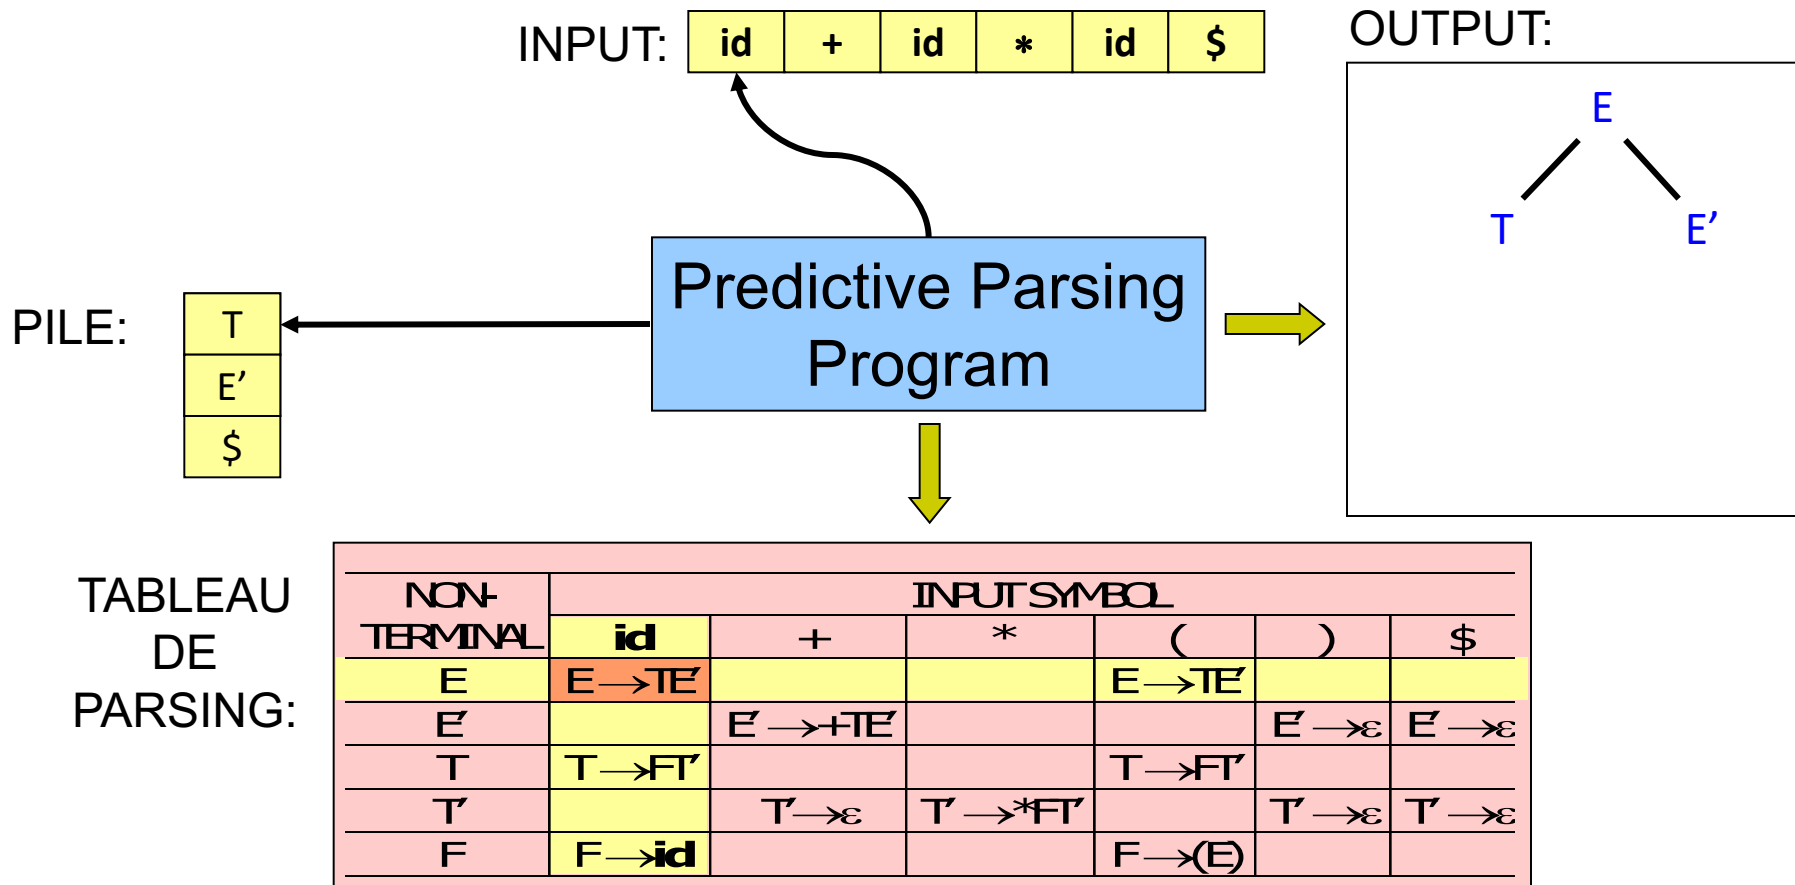 INPUT: id + id * id $
OUTPUT:
E
T E’
Predictive Parsing
Program
PILE: T
E’
$
TABLEAU
DE
PARSING:
NON- INPUT SYMBOL
TERMINAL id + * ( ) $
E E→TE′ E→TE′
E′ E′→+TE′ E′→ε E′→ε
T T→FT′ T→FT′
T′ T′→ε T′→*FT′ T′→ε T′→ε
F F→id F→(E)